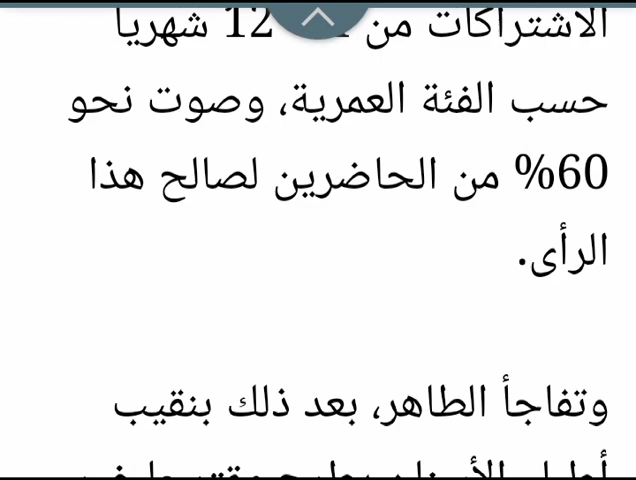 الاشتراكات من 12 شهريا
حسب الفئة العمرية، وصوت نحو
60% من الحاضرين لصالح هذا
الرأى.
وتفاجأ الطاهر، بعد ذلك بنقيب